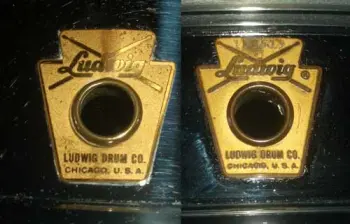 Ludwig
LUDWIG DRUM CO.
CHICAGO, U.S.A.
Ludwig ®
LUDWIG DRUM CO.
CHICAGO, U.S.A.